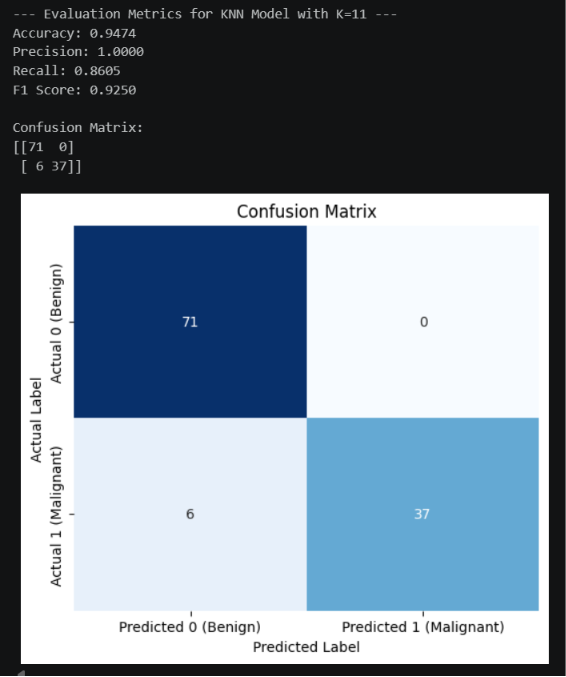 --- Evaluation Metrics for KNN Model with K=11 ---
Accuracy: 0.9474
Precision: 1.0000
Recall: 0.8605
F1 Score: 0.9250
Confusion Matrix:
[[71  0]
 [ 6 37]]
Confusion Matrix
Actual Label
Actual 0 (Benign)
71
0
Actual 1 (Malignant)
6
37
Predicted 0 (Benign)
Predicted 1 (Malignant)
Predicted Label